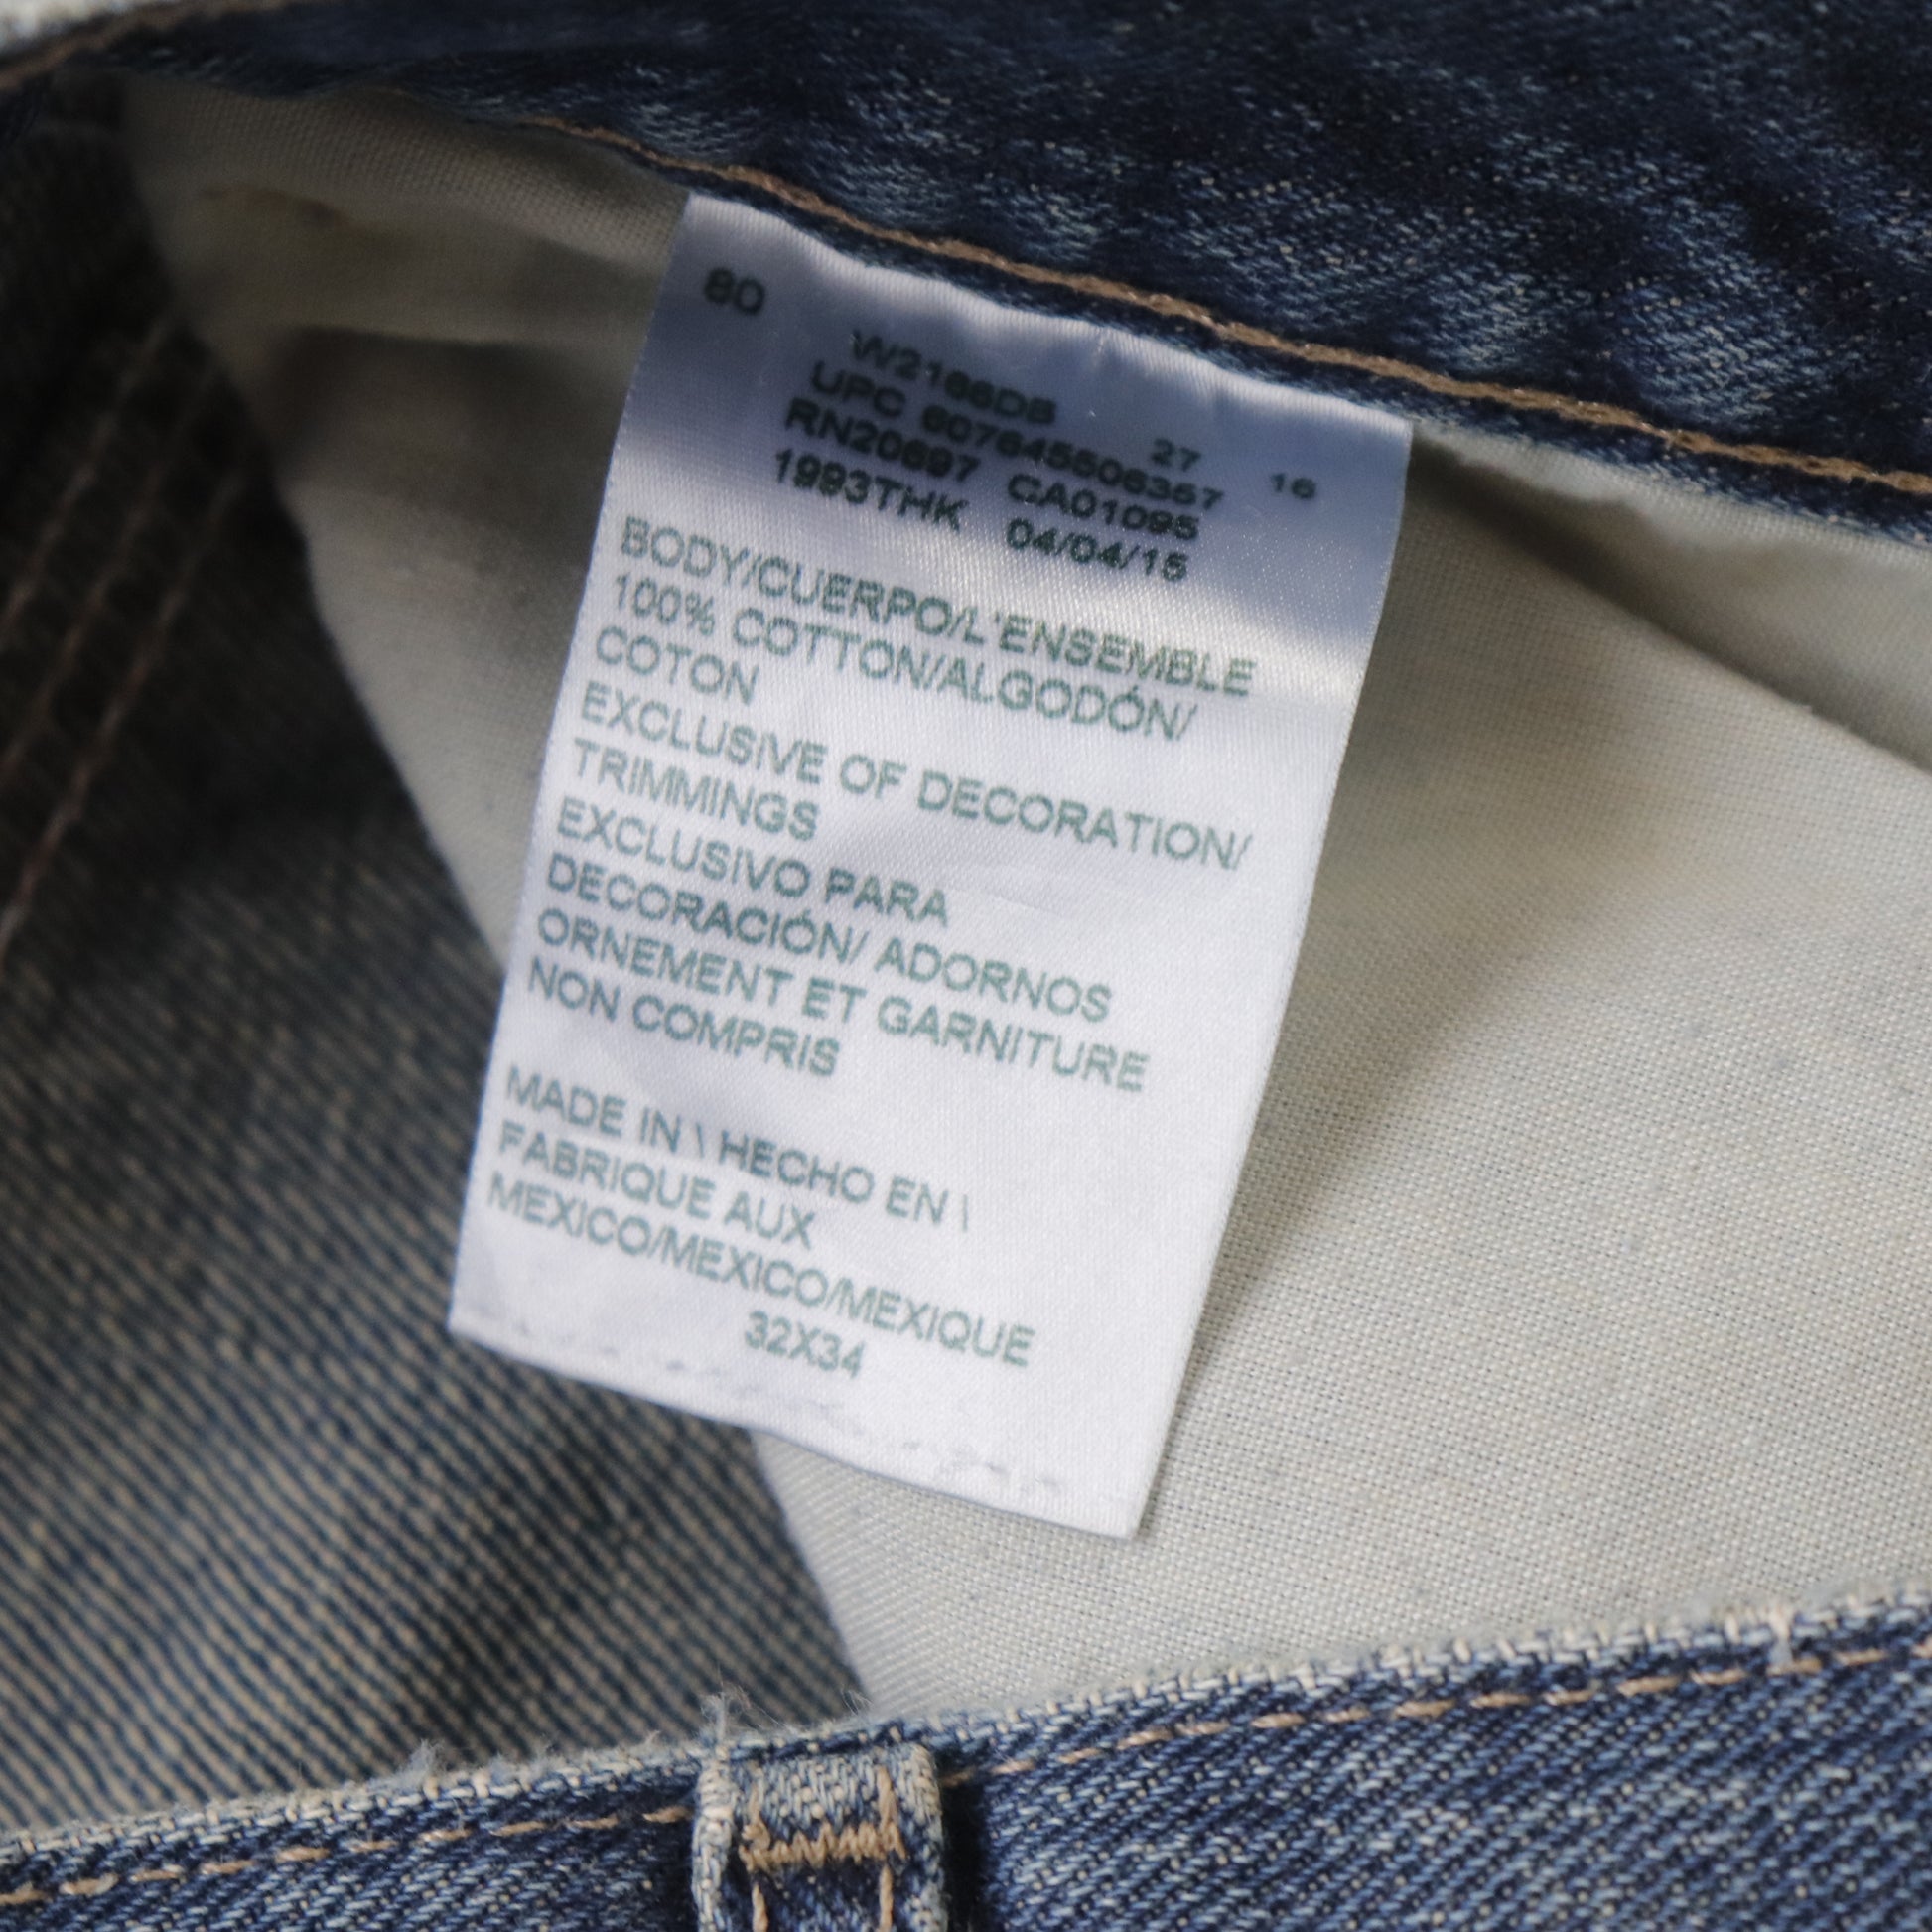 80
W2166DB 27 16
UPC 607645506357
RN20697 CA01095
1993THK 04/04/15
BODY/CUERPO/L'ENSEMBLE
100% COTTON/ALGODÓN/
COTON
EXCLUSIVE OF DECORATION/
TRIMMINGS
EXCLUSIVO PARA
DECORACIÓN/ ADORNOS
ORNEMENT ET GARNITURE
NON COMPRIS
MADE IN \ HECHO EN \
FABRIQUE AUX
MEXICO/MEXICO/MEXIQUE
32X34